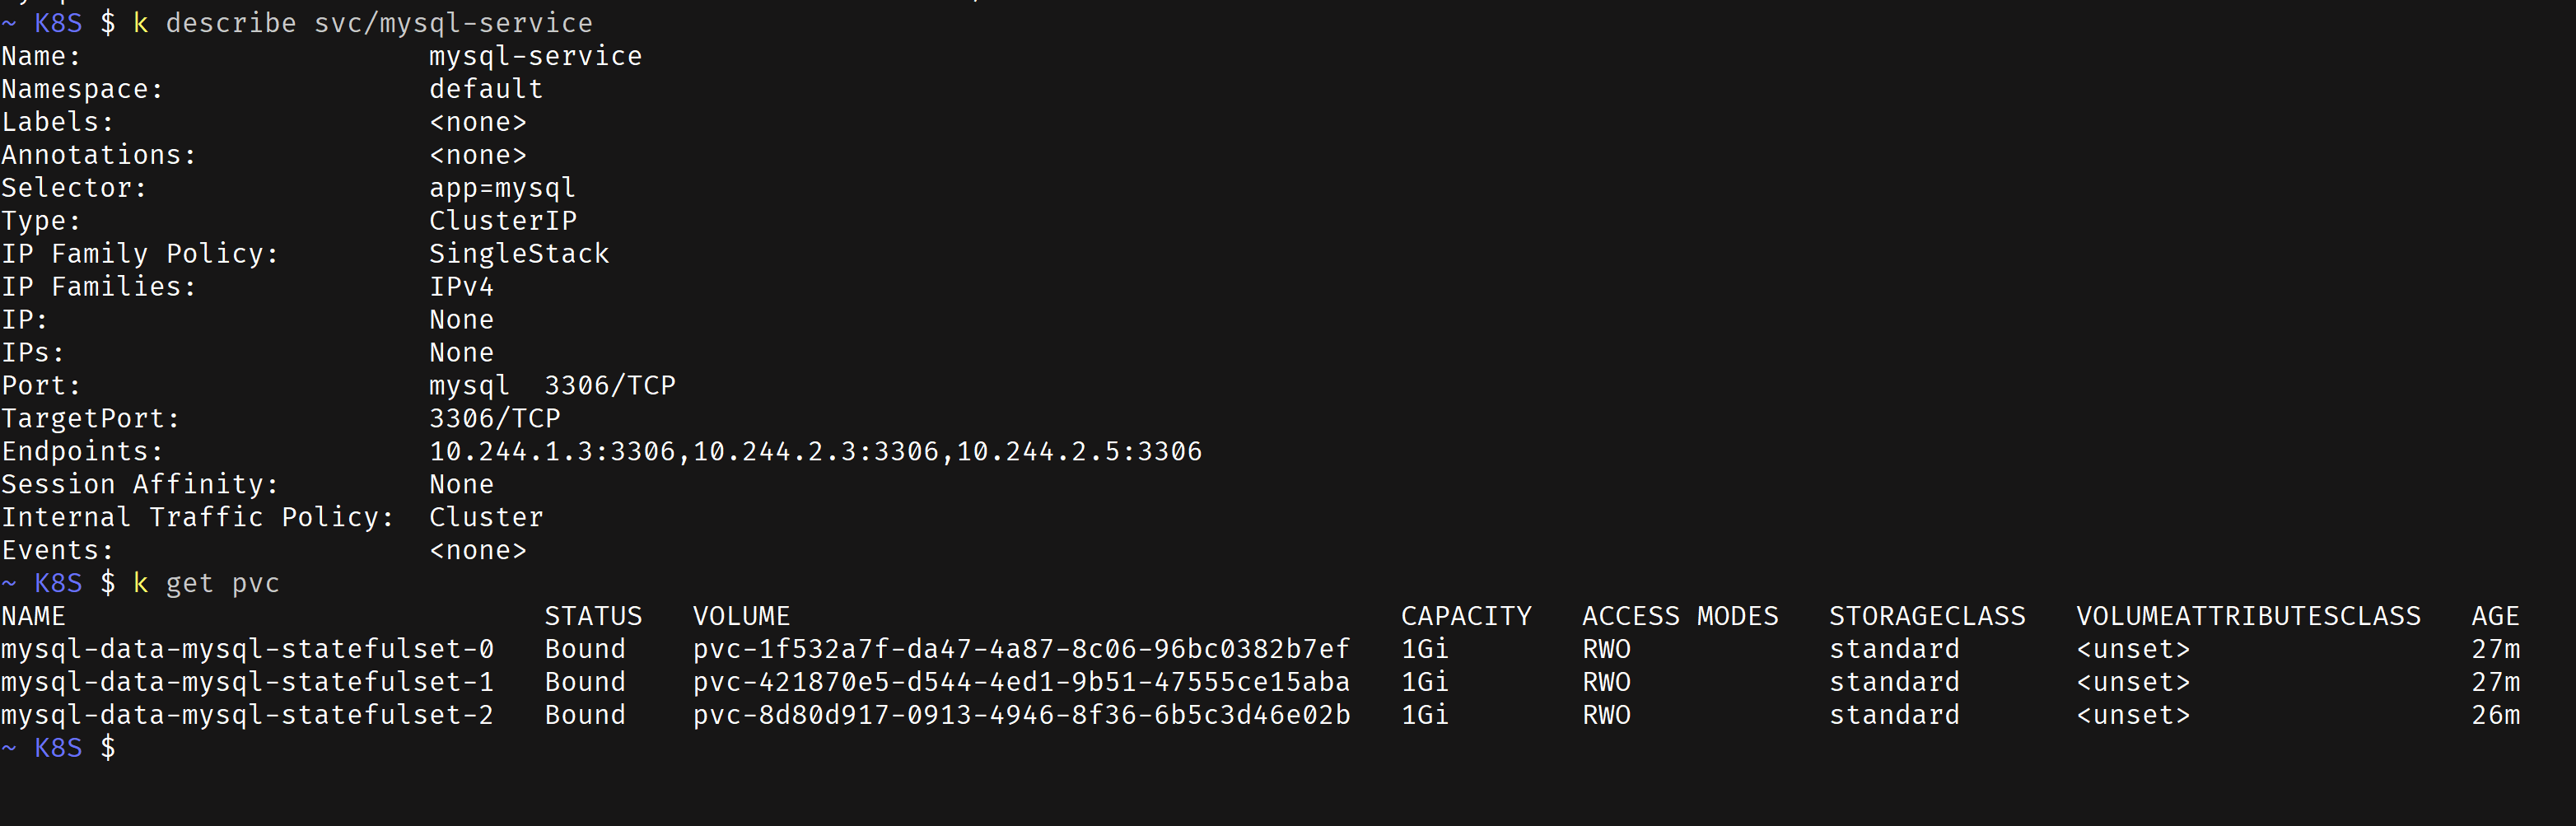 ~ K8S $ k describe svc/mysql-service
Name:                     mysql-service
Namespace:                default
Labels:                   <none>
Annotations:              <none>
Selector:                 app=mysql
Type:                     ClusterIP
IP Family Policy:         SingleStack
IP Families:              IPv4
IP:                       None
IPs:                      None
Port:                     mysql  3306/TCP
TargetPort:               3306/TCP
Endpoints:                10.244.1.3:3306,10.244.2.3:3306,10.244.2.5:3306
Session Affinity:         None
Internal Traffic Policy:  Cluster
Events:                   <none>
~ K8S $ k get pvc
NAME                             STATUS   VOLUME                                     CAPACITY   ACCESS MODES   STORAGECLASS   VOLUMEATTRIBUTESCLASS   AGE
mysql-data-mysql-statefulset-0   Bound    pvc-1f532a7f-da47-4a87-8c06-96bc0382b7ef   1Gi        RWO            standard       <unset>                 27m
mysql-data-mysql-statefulset-1   Bound    pvc-421870e5-d544-4ed1-9b51-47555ce15aba   1Gi        RWO            standard       <unset>                 27m
mysql-data-mysql-statefulset-2   Bound    pvc-8d80d917-0913-4946-8f36-6b5c3d46e02b   1Gi        RWO            standard       <unset>                 26m
~ K8S $